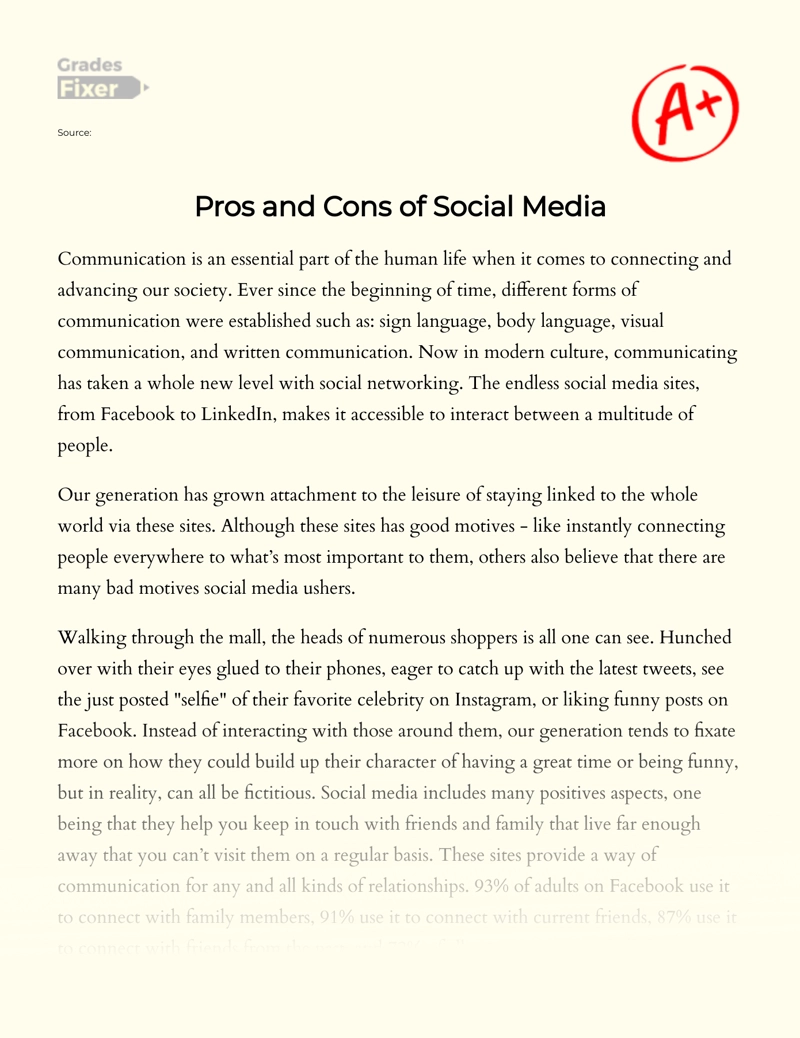 Grades
Fixer
A+
Source:
Pros and Cons of Social Media
Communication is an essential part of the human life when it comes to connecting and
advancing our society. Ever since the beginning of time, different forms of
communication were established such as: sign language, body language, visual
communication, and written communication. Now in modern culture, communicating
has taken a whole new level with social networking. The endless social media sites,
from Facebook to LinkedIn, makes it accessible to interact between a multitude of
people.
Our generation has grown attachment to the leisure of staying linked to the whole
world via these sites. Although these sites has good motives – like instantly connecting
people everywhere to what's most important to them, others also believe that there are
many bad motives social media ushers.
Walking through the mall, the heads of numerous shoppers is all one can see. Hunched
over with their eyes glued to their phones, eager to catch up with the latest tweets, see
the just posted "selfie" of their favorite celebrity on Instagram, or liking funny posts on
Facebook. Instead of interacting with those around them, our generation tends to fixate
more on how they could build up their character of having a great time or being funny,
but in reality, can all be fictitious. Social media includes many positives aspects, one
being that they help you keep in touch with friends and family that live far enough
away that you can't visit them on a regular basis. These sites provide a way of
communication for any and all kinds of relationships. 93% of adults on Facebook use it
to connect with family members, 91% use it to connect with current friends, 87% use it
to connect with friends from the